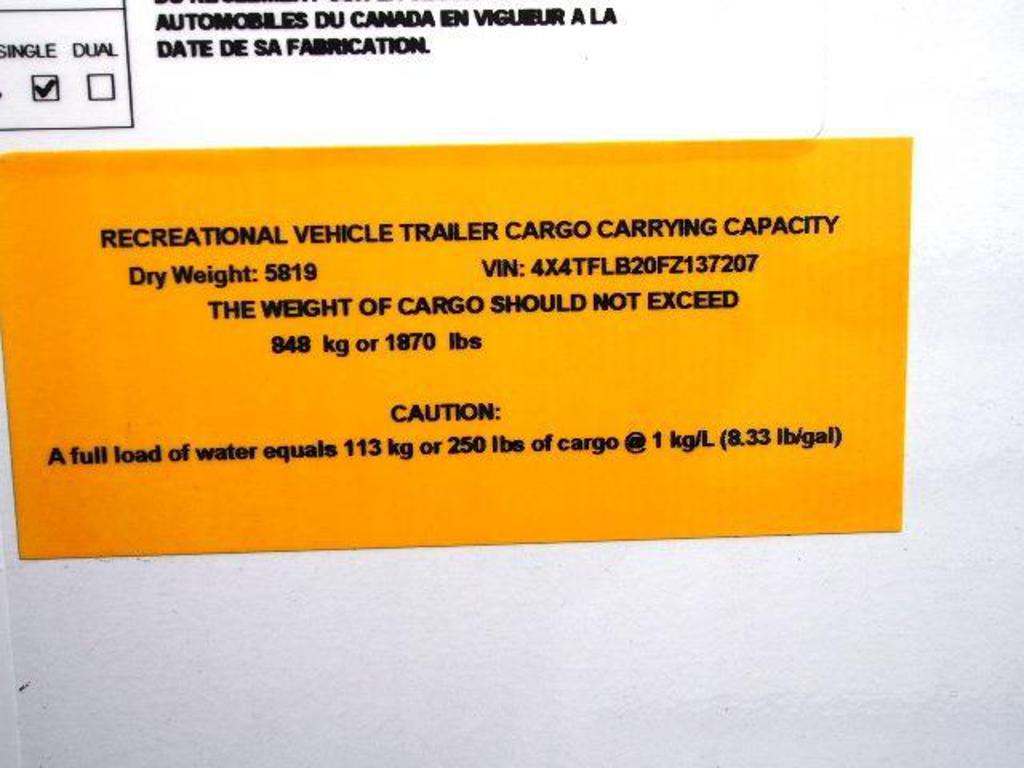 AUTOMOBILES DU CANADA EN VIGUEUR A LA
DATE DE SA FABRICATION.
SINGLE DUAL
RECREATIONAL VEHICLE TRAILER CARGO CARRYING CAPACITY
Dry Weight: 5819 VIN: 4X4TFLB20FZ137207
THE WEIGHT OF CARGO SHOULD NOT EXCEED
848 kg or 1870 lbs
CAUTION:
A full load of water equals 113 kg or 250 lbs of cargo @ 1 kg/L (8.33 lb/gal)